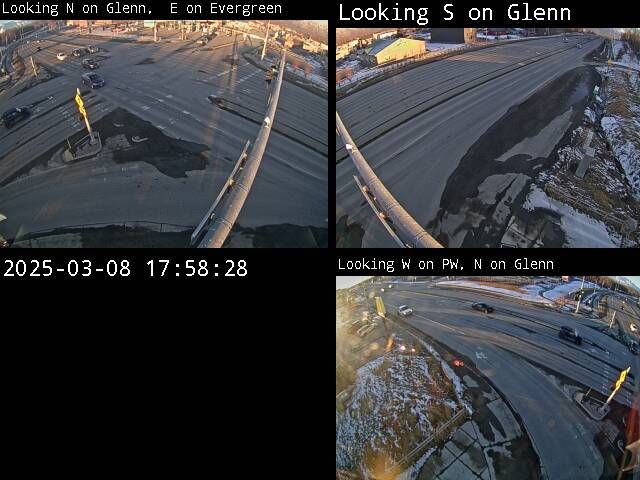 Looking N on Glenn,  E on Evergreen
Looking S on Glenn
2025-03-08 17:58:28
Looking W on PW, N on Glenn